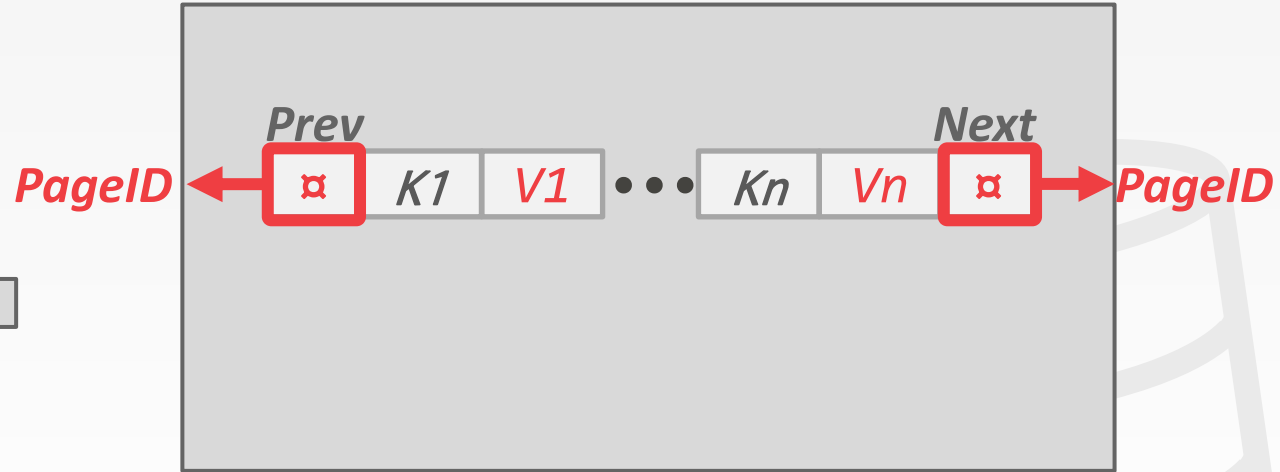 Prev Next
PageID ¤ K1 V1 ••• Kn Vn ¤ PageID